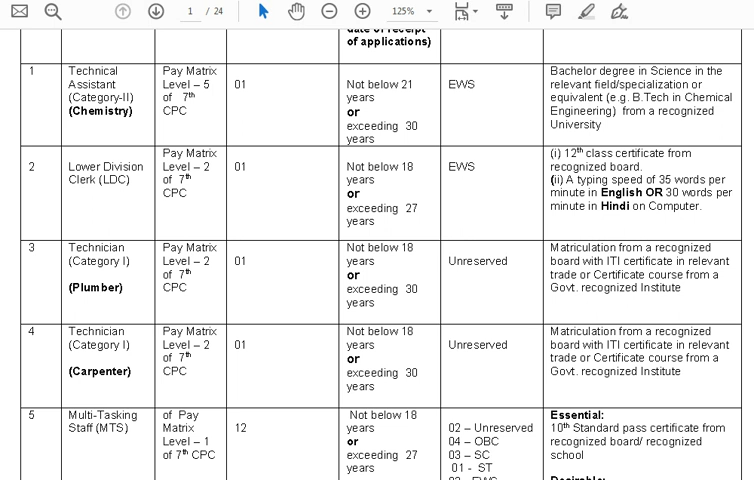 1 / 24
125%
date of receipt
of applications)
1
Technical
Assistant
(Category-II)
(Chemistry)
Pay Matrix
Level – 5
of 7th
CPC
01
Not below 21
years
or
exceeding 30
years
EWS
Bachelor degree in Science in the
relevant field/specialization or
equivalent (e.g. B.Tech in Chemical
Engineering) from a recognized
University
2
Lower Division
Clerk (LDC)
Pay Matrix
Level – 2
of 7th
CPC
01
Not below 18
years
or
exceeding 27
years
EWS
(i) 12th class certificate from
recognized board.
(ii) A typing speed of 35 words per
minute in English OR 30 words per
minute in Hindi on Computer.
3
Technician
(Category I)
(Plumber)
Pay Matrix
Level – 2
of 7th
CPC
01
Not below 18
years
or
exceeding 30
years
Unreserved
Matriculation from a recognized
board with ITI certificate in relevant
trade or Certificate course from a
Govt. recognized Institute
4
Technician
(Category I)
(Carpenter)
Pay Matrix
Level – 2
of 7th
CPC
01
Not below 18
years
or
exceeding 30
years
Unreserved
Matriculation from a recognized
board with ITI certificate in relevant
trade or Certificate course from a
Govt. recognized Institute
5
Multi-Tasking
Staff (MTS)
of Pay
Matrix
Level – 1
of 7th CPC
12
Not below 18
years
or
exceeding 27
years
02 – Unreserved
04 – OBC
03 – SC
01 - ST
Essential:
10th Standard pass certificate from
recognized board/ recognized
school